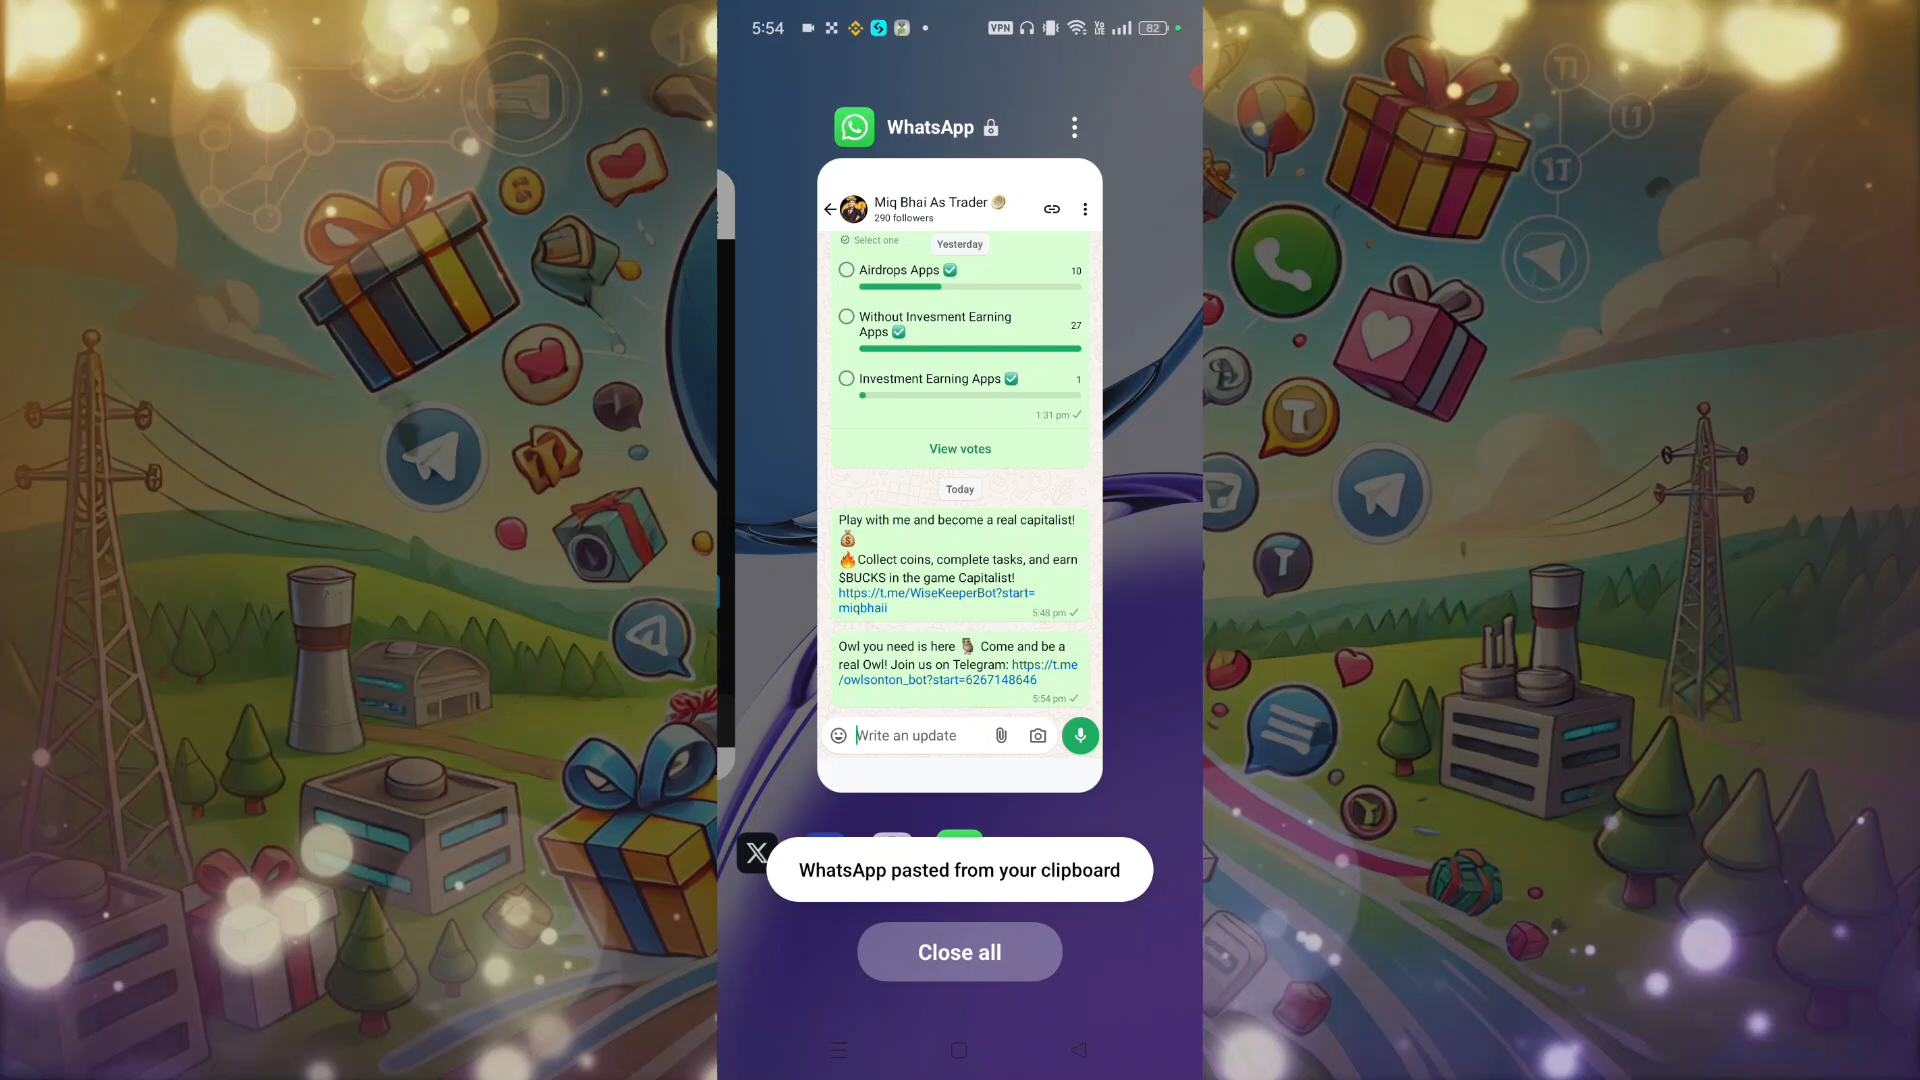 5:54
VPN
82
WhatsApp
Miq Bhai As Trader
290 followers
Select one
Yesterday
Airdrops Apps ✅ 10
Without Invesment Earning
Apps ✅ 27
Investment Earning Apps ✅ 1
1:31 pm
View votes
Today
Play with me and become a real capitalist!
💰
🔥Collect coins, complete tasks, and earn
$BUCKS in the game Capitalist!
https://t.me/WiseKeeperBot?start=
miqbhaii
5:48 pm
Owl you need is here 🦉 Come and be a
real Owl! Join us on Telegram: https://t.me
/owlsonton_bot?start=6267148646
5:54 pm
Write an update
WhatsApp pasted from your clipboard
Close all